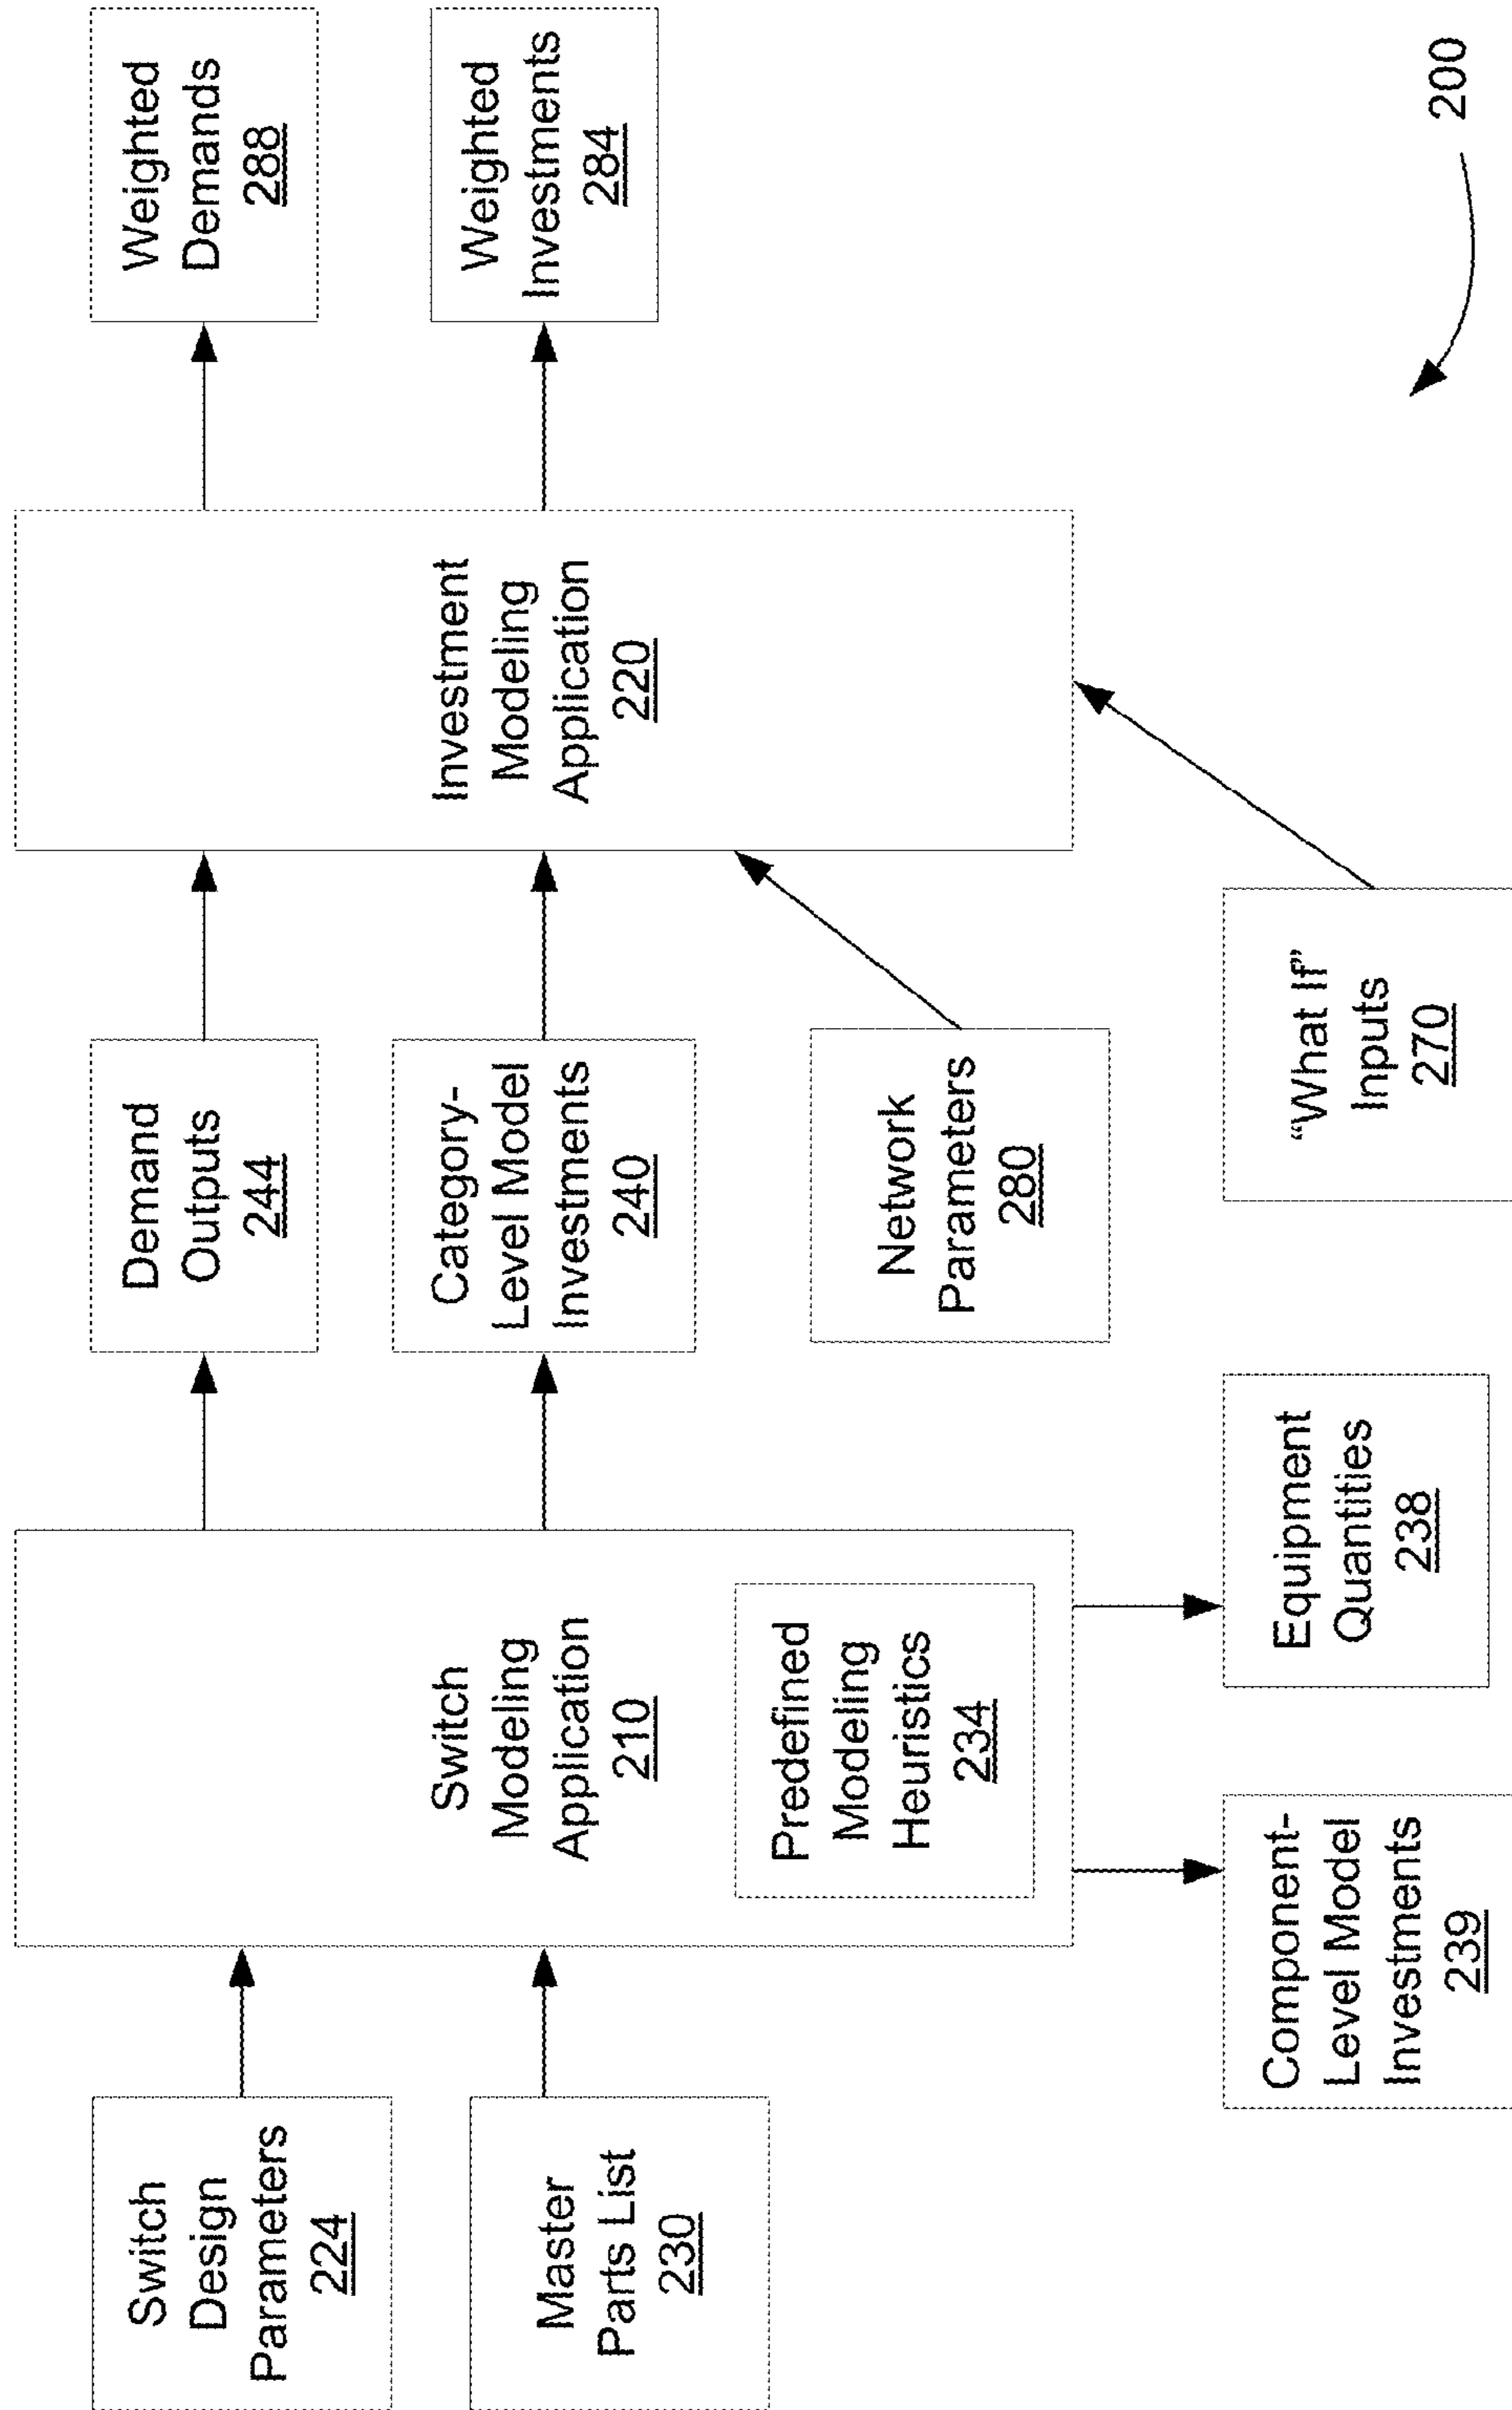 Switch
Design
Parameters
224
Master
Parts List
230
Switch
Modeling
Application
210
Predefined
Modeling
Heuristics
234
Component-
Level Model
Investments
239
Equipment
Quantities
238
Demand
Outputs
244
Category-
Level Model
Investments
240
Network
Parameters
280
“What If”
Inputs
270
Investment
Modeling
Application
220
Weighted
Demands
288
Weighted
Investments
284
200